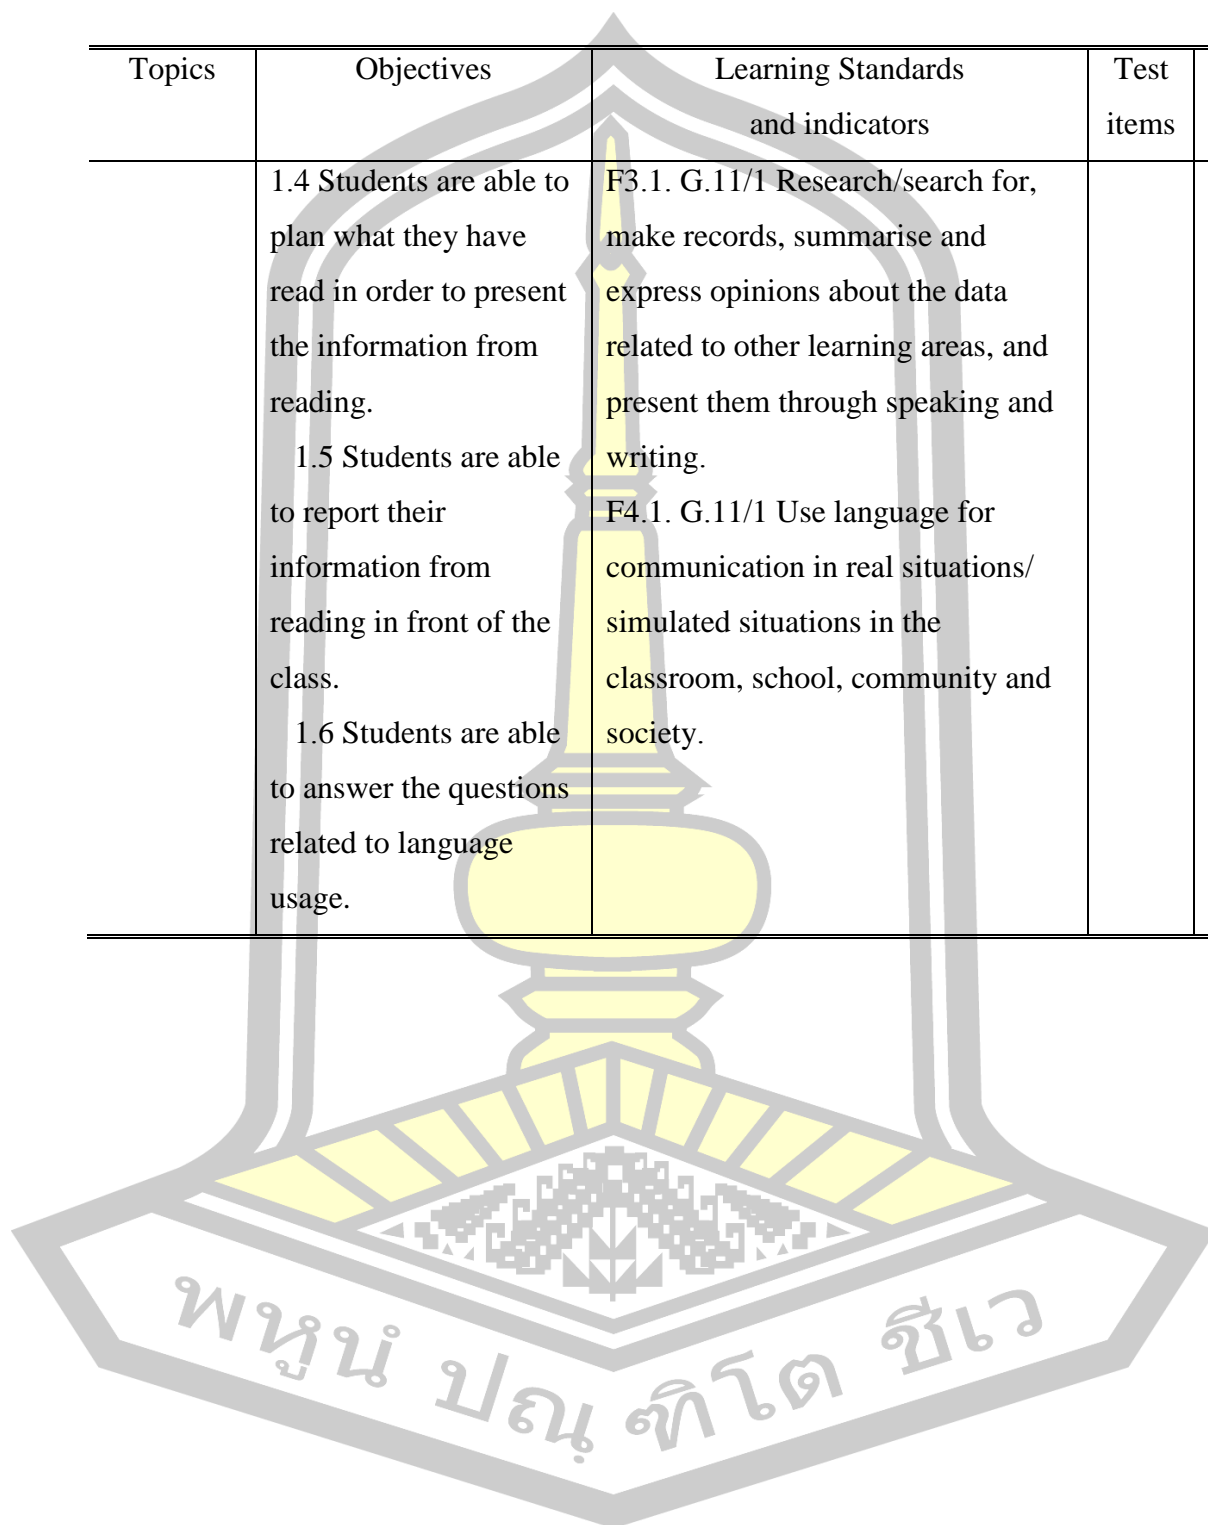 Topics
Objectives
Learning Standards
and indicators
Test
items
1.4 Students are able to
plan what they have
read in order to present
the information from
reading.
1.5 Students are able
to report their
information from
reading in front of the
class.
1.6 Students are able
to answer the questions
related to language
usage.
F3.1. G.11/1 Research/search for,
make records, summarise and
express opinions about the data
related to other learning areas, and
present them through speaking and
writing.
F4.1. G.11/1 Use language for
communication in real situations/
simulated situations in the
classroom, school, community and
society.
พหูนํ ปณฺฑิโต ชีเว